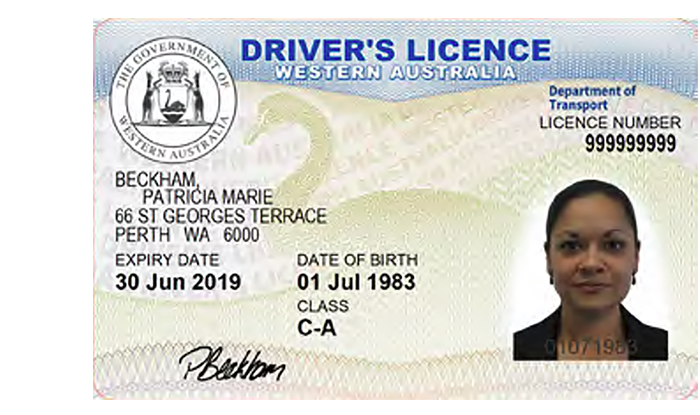 THE GOVERNMENT OF
WESTERN AUSTRALIA
DRIVER'S LICENCE
WESTERN AUSTRALIA
Department of
Transport
LICENCE NUMBER
999999999
BECKHAM,
PATRICIA MARIE
66 ST GEORGES TERRACE
PERTH WA 6000
EXPIRY DATE
30 Jun 2019
DATE OF BIRTH
01 Jul 1983
CLASS
C-A
01071983
PBeckham